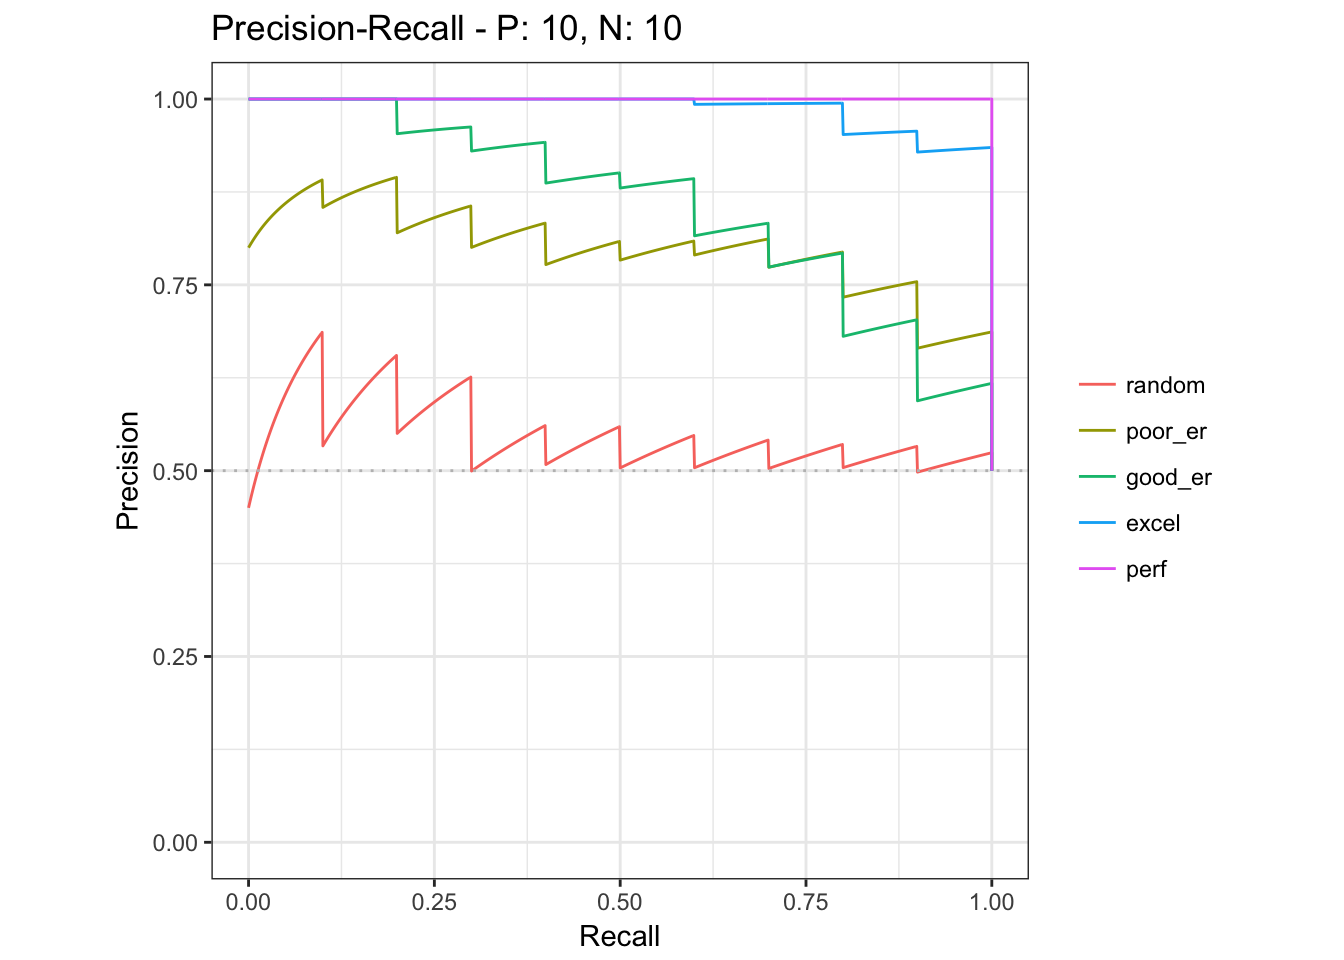 Precision-Recall - P: 10, N: 10
1.00
0.75
0.50
0.25
0.00
Precision
0.00 0.25 0.50 0.75 1.00
Recall
random
poor_er
good_er
excel
perf